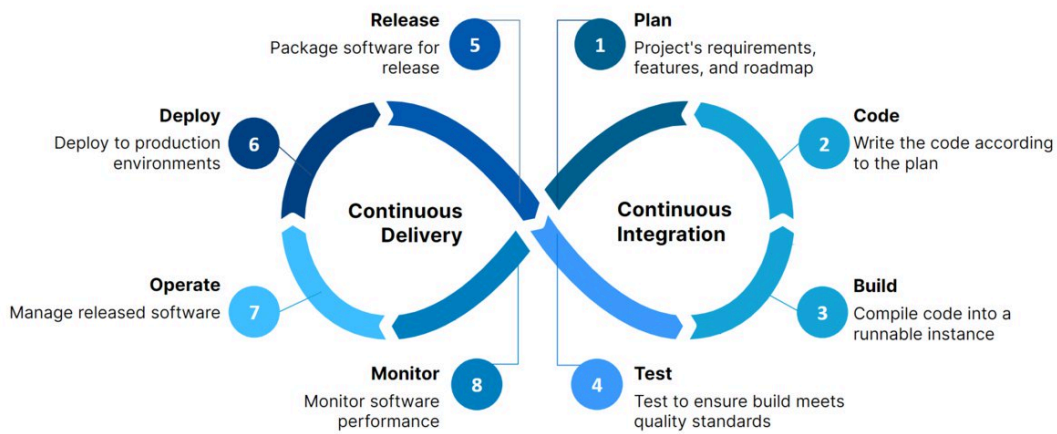 Plan
1
Project's requirements,
features, and roadmap
Code
2
Write the code according
to the plan
Build
3
Compile code into a
runnable instance
Test
4
Test to ensure build meets
quality standards
Release
5
Package software for
release
Deploy
6
Deploy to production
environments
Operate
7
Manage released software
Monitor
8
Monitor software
performance
Continuous
Delivery
Continuous
Integration